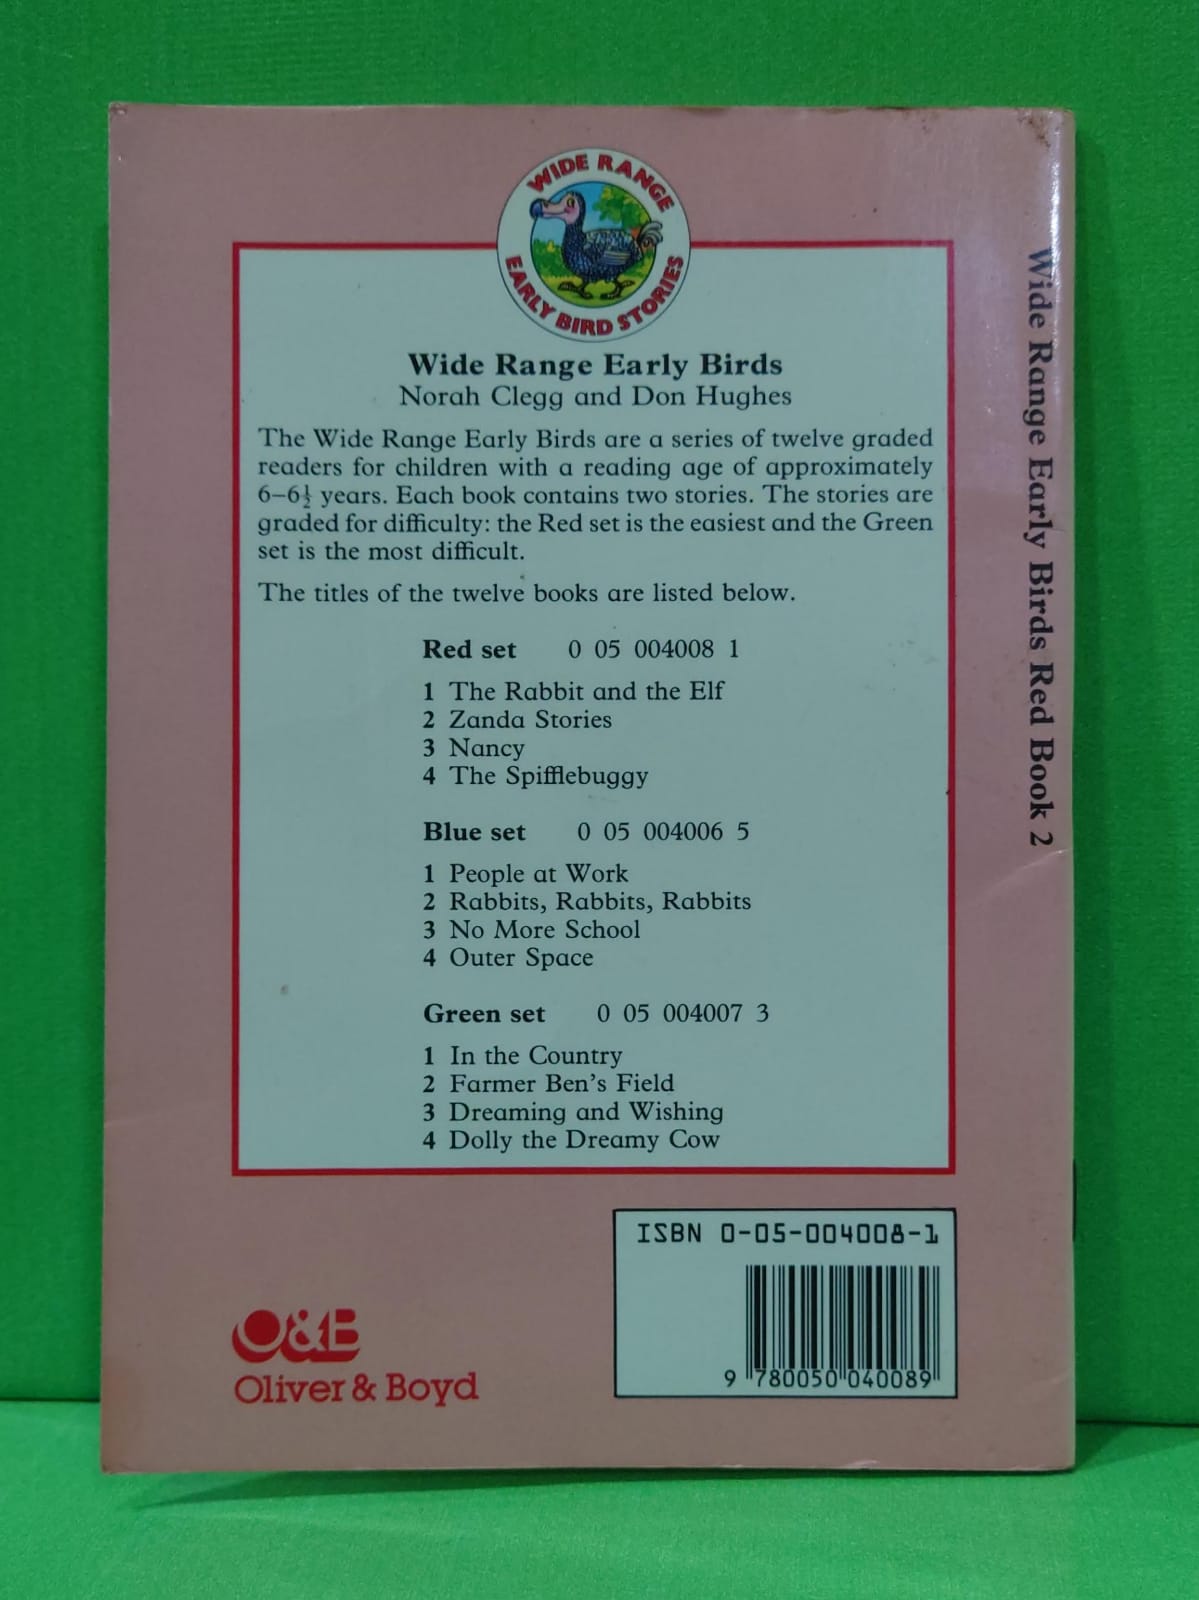 WIDE RANGE
EARLY BIRD STORIES
Wide Range Early Birds
Norah Clegg and Don Hughes
The Wide Range Early Birds are a series of twelve graded
readers for children with a reading age of approximately
6–6½ years. Each book contains two stories. The stories are
graded for difficulty: the Red set is the easiest and the Green
set is the most difficult.
The titles of the twelve books are listed below.
Red set 0 05 004008 1
1 The Rabbit and the Elf
2 Zanda Stories
3 Nancy
4 The Spifflebuggy
Blue set 0 05 004006 5
1 People at Work
2 Rabbits, Rabbits, Rabbits
3 No More School
4 Outer Space
Green set 0 05 004007 3
1 In the Country
2 Farmer Ben's Field
3 Dreaming and Wishing
4 Dolly the Dreamy Cow
ISBN 0-05-004008-1
9 780050 040089
O&B
Oliver & Boyd
Wide Range Early Birds Red Book 2